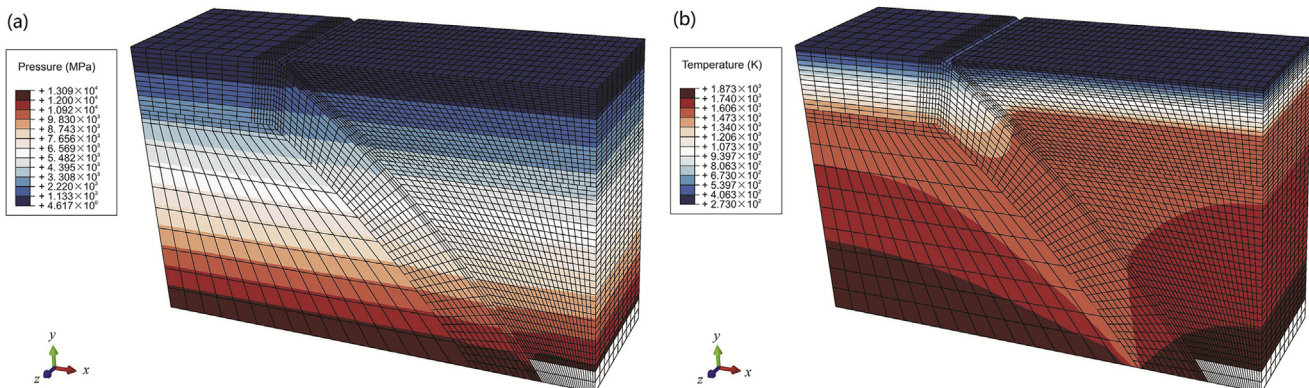 (a)
Pressure (MPa)
+ 1.309×10⁴
+ 1.200×10⁴
+ 1.092×10⁴
+ 9. 830×10³
+ 8. 743×10³
+ 7. 656×10³
+ 6. 569×10³
+ 5. 482×10³
+ 4. 395×10³
+ 3. 308×10³
+ 2. 220×10³
+ 1. 133×10³
+ 4. 617×10⁰
y
z x
(b)
Temperature (K)
+ 1.873×10³
+ 1.740×10³
+ 1.606×10³
+ 1.473×10³
+ 1.340×10³
+ 1.206×10³
+ 1.073×10³
+ 9.397×10²
+ 8.063×10²
+ 6.730×10²
+ 5.397×10²
+ 4.063×10²
+ 2.730×10²
y
z x